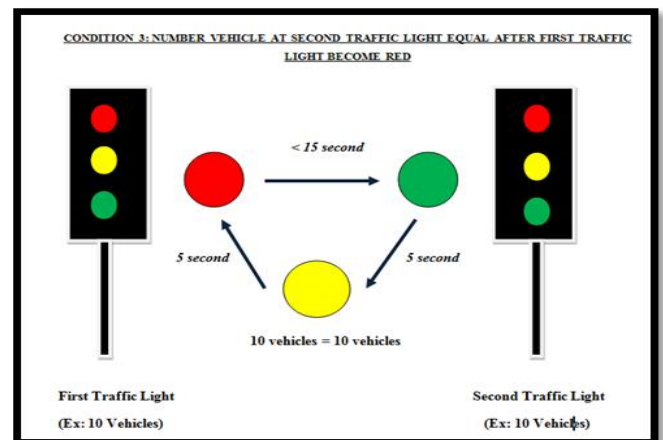 CONDITION 3: NUMBER VEHICLE AT SECOND TRAFFIC LIGHT EQUAL AFTER FIRST TRAFFIC
LIGHT BECOME RED
< 15 second
5 second
5 second
10 vehicles = 10 vehicles
First Traffic Light
(Ex: 10 Vehicles)
Second Traffic Light
(Ex: 10 Vehicles)